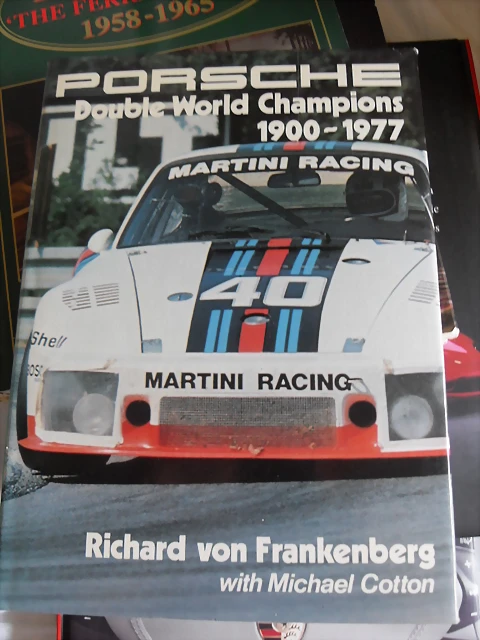 'THE FERR
1958-1965
PORSCHE
Double World Champions
1900~1977
MARTINI RACING
40
Shell
MARTINI RACING
Richard von Frankenberg
with Michael Cotton